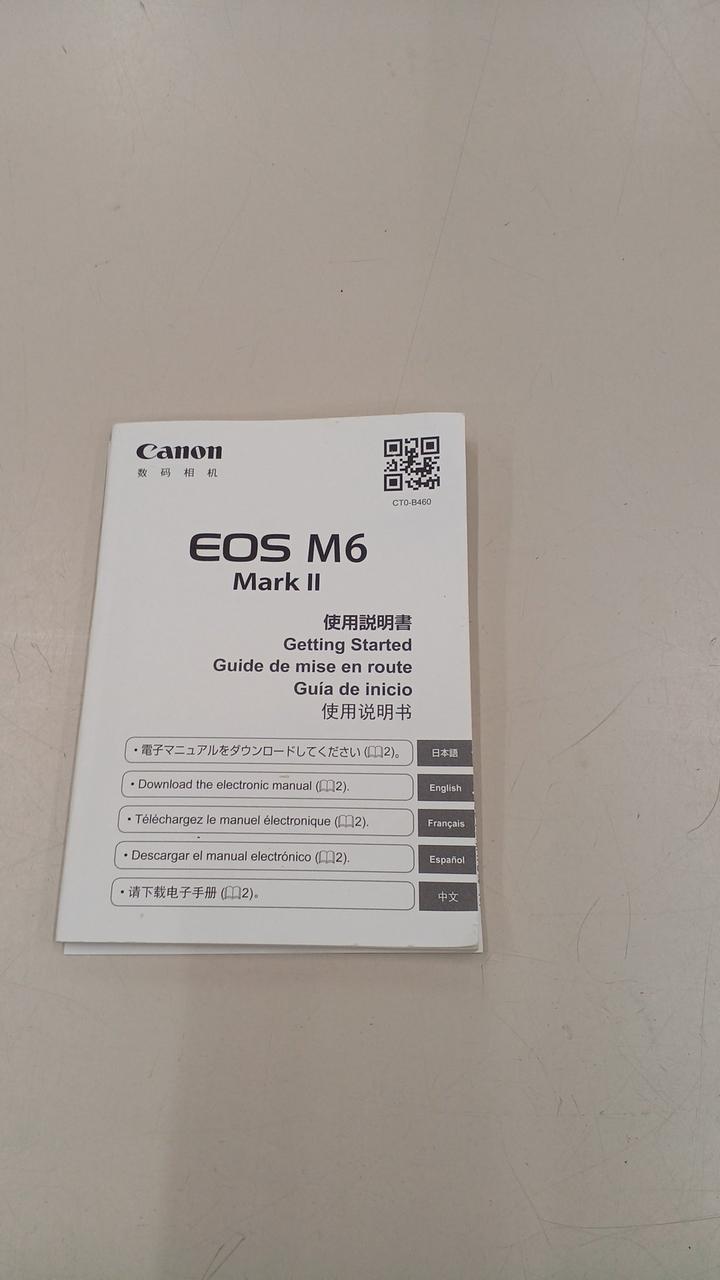 Canon
数码相机
CT0-B460
EOS M6
Mark II
使用説明書
Getting Started
Guide de mise en route
Guía de inicio
使用说明书
・電子マニュアルをダウンロードしてください (📖2)。 日本語
• Download the electronic manual (📖2). English
• Téléchargez le manuel électronique (📖2). Français
• Descargar el manual electrónico (📖2). Español
• 请下载电子手册 (📖2)。 中文